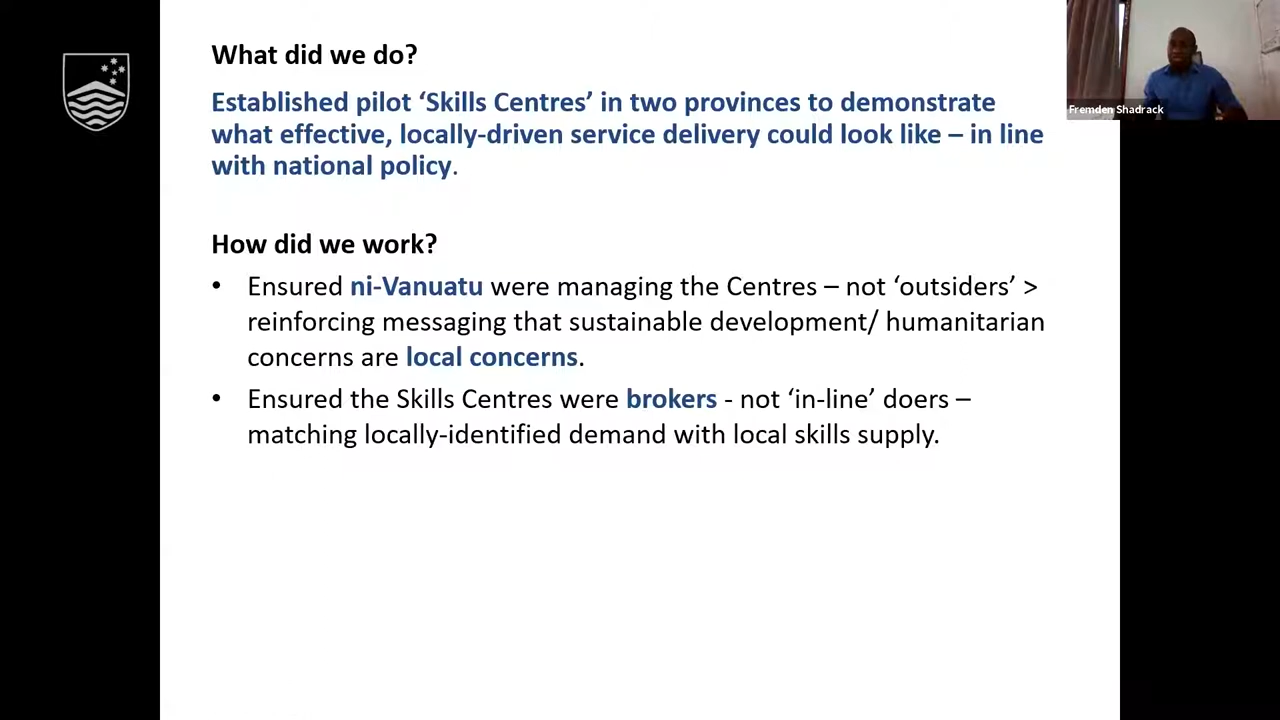 What did we do?
Established pilot ‘Skills Centres’ in two provinces to demonstrate
what effective, locally-driven service delivery could look like – in line
with national policy.
How did we work?
• Ensured ni-Vanuatu were managing the Centres – not ‘outsiders’ >
reinforcing messaging that sustainable development/ humanitarian
concerns are local concerns.
• Ensured the Skills Centres were brokers - not ‘in-line’ doers –
matching locally-identified demand with local skills supply.
Fremden Shadrack